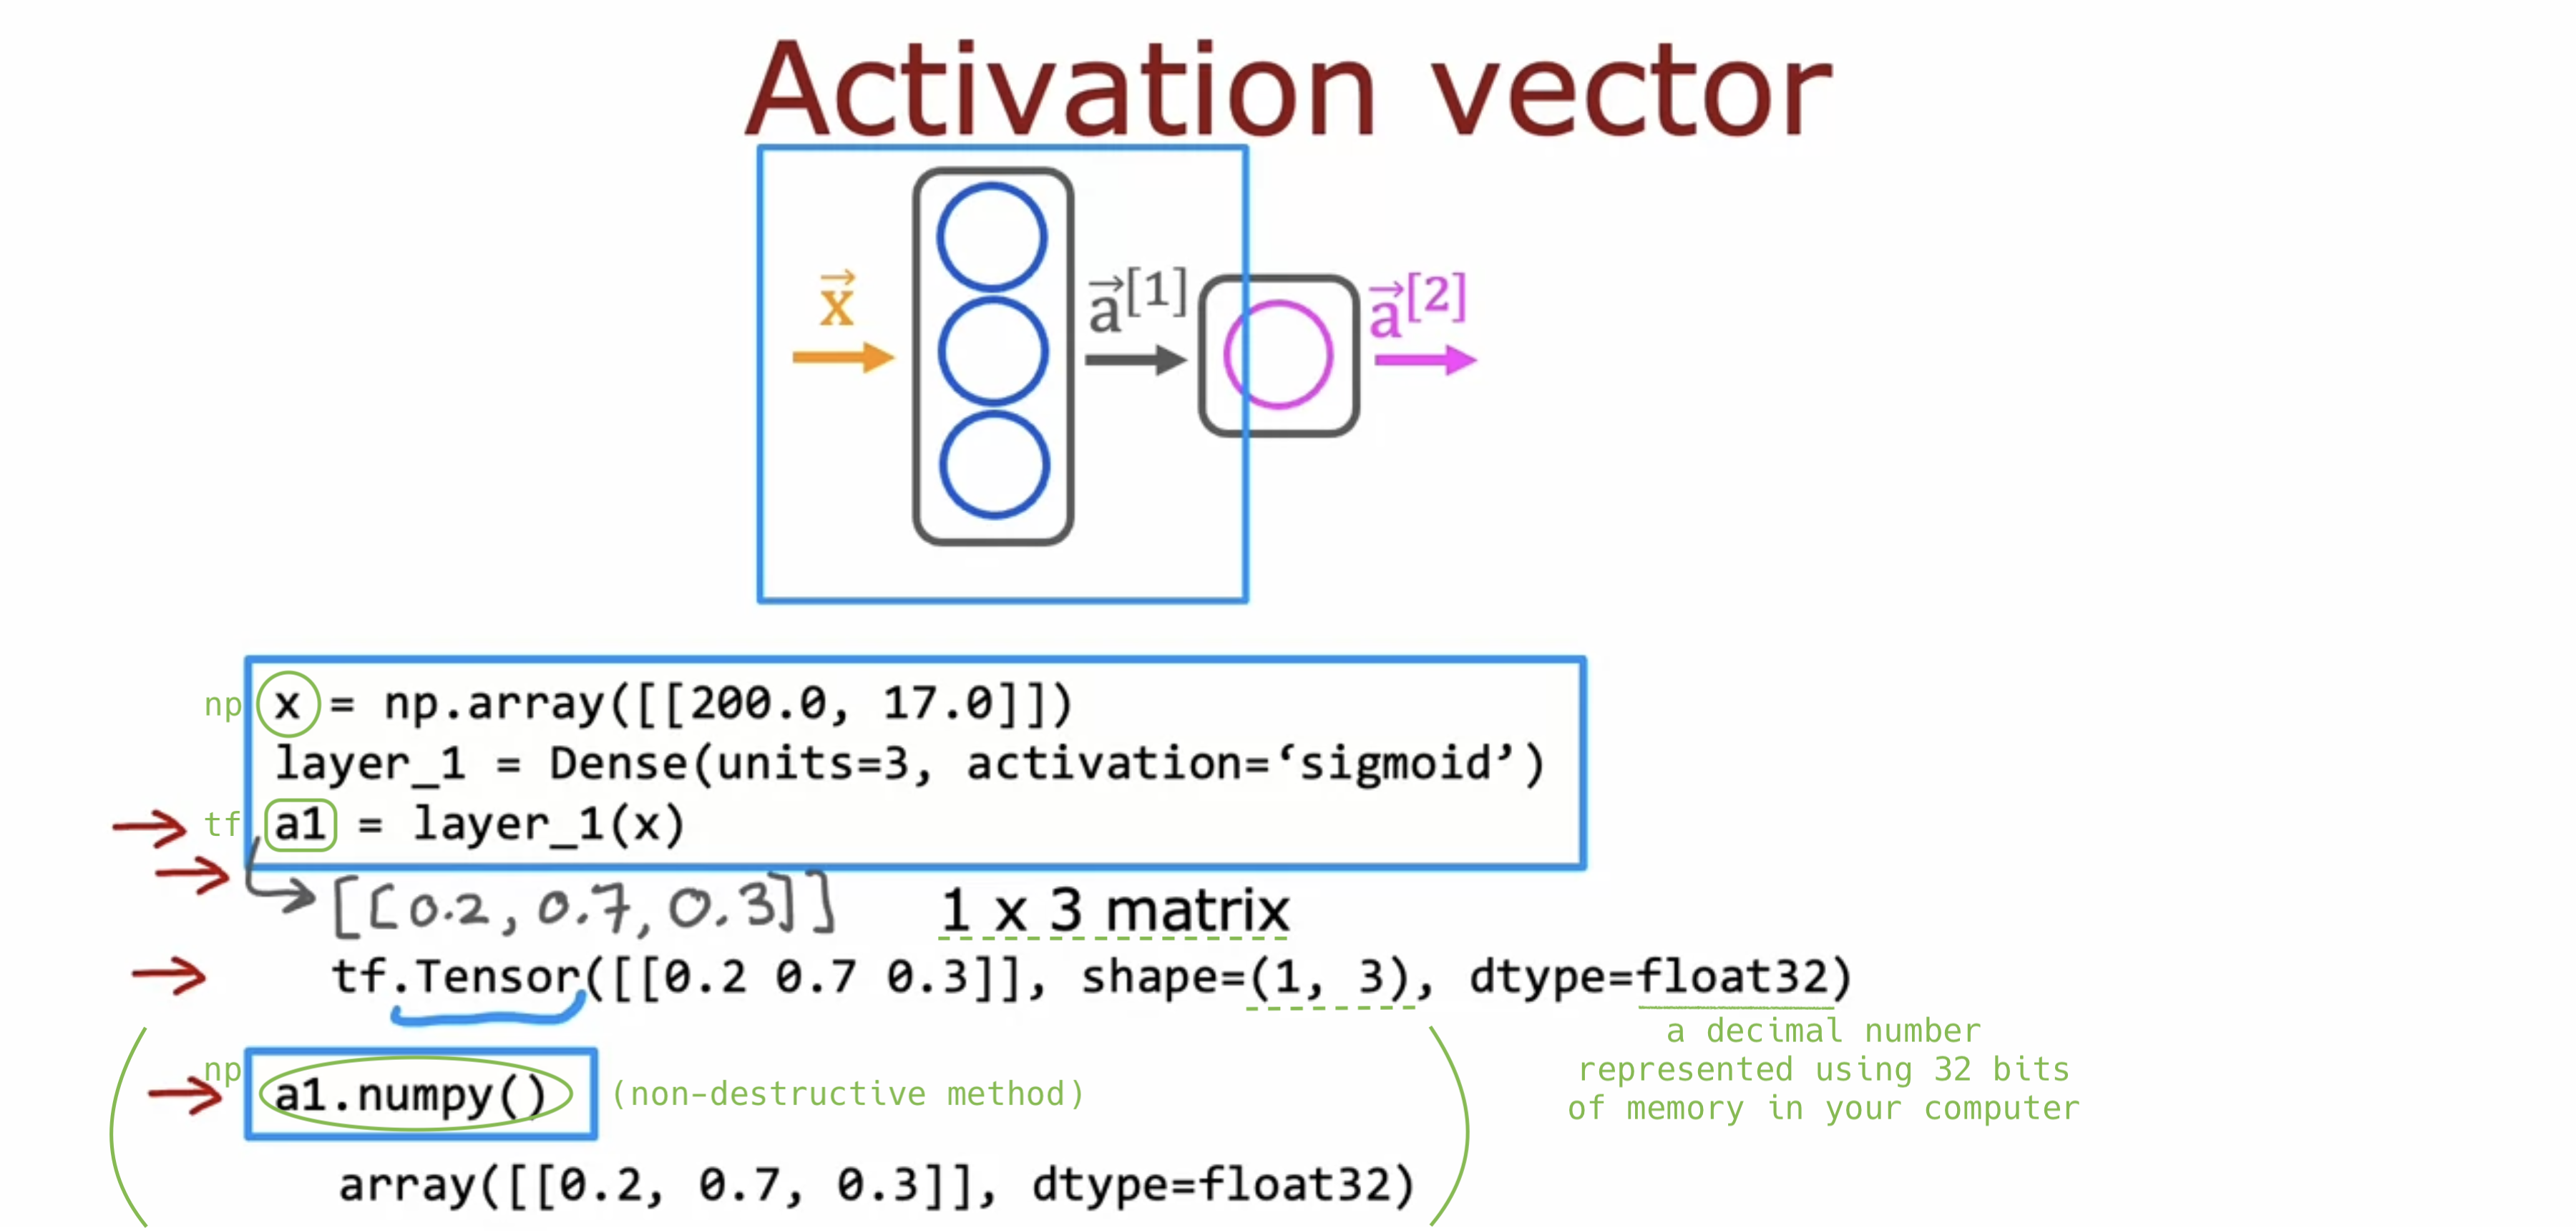 Activation vector
x⃗
a⃗[1]
a⃗[2]
np x = np.array([[200.0, 17.0]])
layer_1 = Dense(units=3, activation=‘sigmoid’)
tf a1 = layer_1(x)
[[0.2, 0.7, 0.3]] 1 x 3 matrix
tf.Tensor([[0.2 0.7 0.3]], shape=(1, 3), dtype=float32)
a decimal number
represented using 32 bits
of memory in your computer
np a1.numpy() (non-destructive method)
array([[0.2, 0.7, 0.3]], dtype=float32)